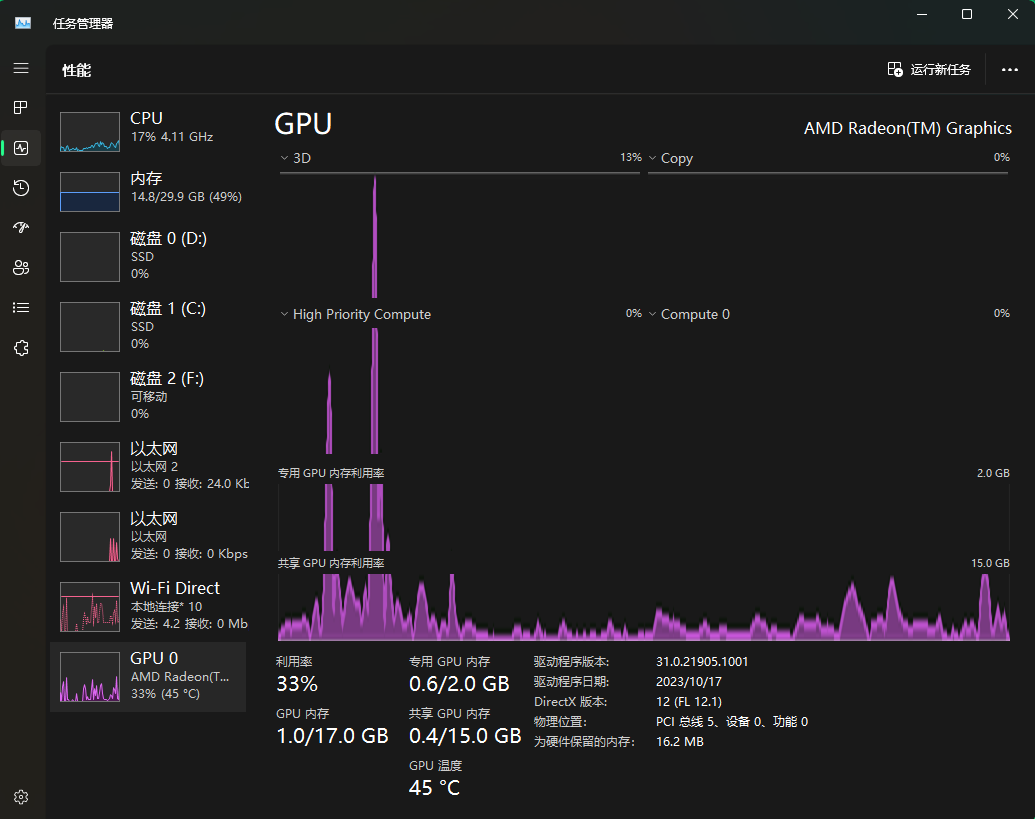 任务管理器
性能
运行新任务
CPU
17% 4.11 GHz
内存
14.8/29.9 GB (49%)
磁盘 0 (D:)
SSD
0%
磁盘 1 (C:)
SSD
0%
磁盘 2 (F:)
可移动
0%
以太网
以太网 2
发送: 0 接收: 24.0 Kb
以太网
以太网
发送: 0 接收: 0 Kbps
Wi-Fi Direct
本地连接* 10
发送: 4.2 接收: 0 Mb
GPU 0
AMD Radeon(T...
33% (45 °C)
GPU
AMD Radeon(TM) Graphics
3D 13%
Copy 0%
High Priority Compute 0%
Compute 0 0%
专用 GPU 内存利用率 2.0 GB
共享 GPU 内存利用率 15.0 GB
利用率
33%
GPU 内存
1.0/17.0 GB
专用 GPU 内存
0.6/2.0 GB
共享 GPU 内存
0.4/15.0 GB
GPU 温度
45 °C
驱动程序版本: 31.0.21905.1001
驱动程序日期: 2023/10/17
DirectX 版本: 12 (FL 12.1)
物理位置: PCI 总线 5、设备 0、功能 0
为硬件保留的内存: 16.2 MB